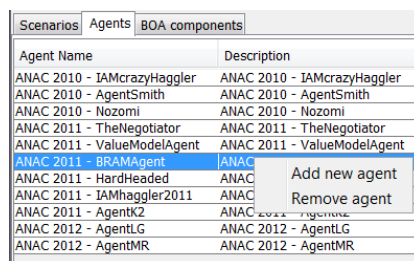 Scenarios Agents BOA components
Agent Name Description
ANAC 2010 - IAMcrazyHaggler ANAC 2010 - IAMcrazyHaggler
ANAC 2010 - AgentSmith ANAC 2010 - AgentSmith
ANAC 2010 - Nozomi ANAC 2010 - Nozomi
ANAC 2011 - TheNegotiator ANAC 2011 - TheNegotiator
ANAC 2011 - ValueModelAgent ANAC 2011 - ValueModelAgent
ANAC 2011 - BRAMAgent ANAC
ANAC 2011 - HardHeaded ANAC
Add new agent
ANAC 2011 - IAMhaggler2011 ANAC
Remove agent
ANAC 2011 - AgentK2 ANAC 2011 - AgentK2
ANAC 2012 - AgentLG ANAC 2012 - AgentLG
ANAC 2012 - AgentMR ANAC 2012 - AgentMR